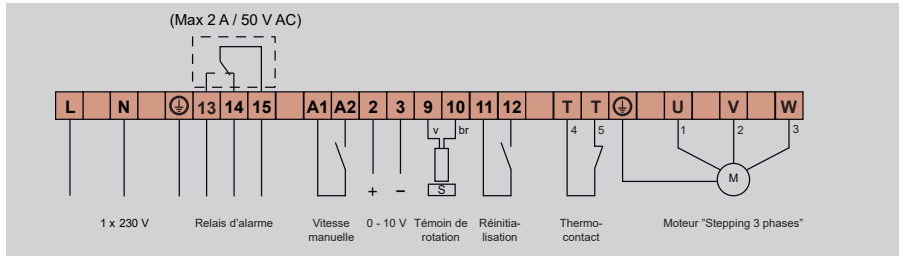 (Max 2 A / 50 V AC)
L N 13 14 15 A1 A2 2 3 9 10 11 12 T T U V W
v br 4 5 1 2 3
+ – S M
1 x 230 V
Relais d'alarme
Vitesse
manuelle
0 - 10 V
Témoin de
rotation
Réinitia-
lisation
Thermo-
contact
Moteur "Stepping 3 phases"